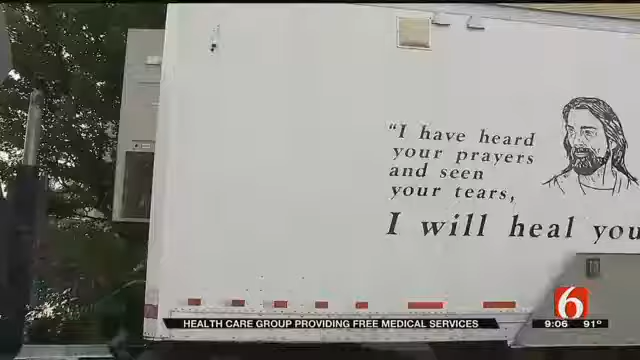 "I have heard
your prayers
and seen
your tears,
I will heal you
HEALTH CARE GROUP PROVIDING FREE MEDICAL SERVICES
6
9:06 91°